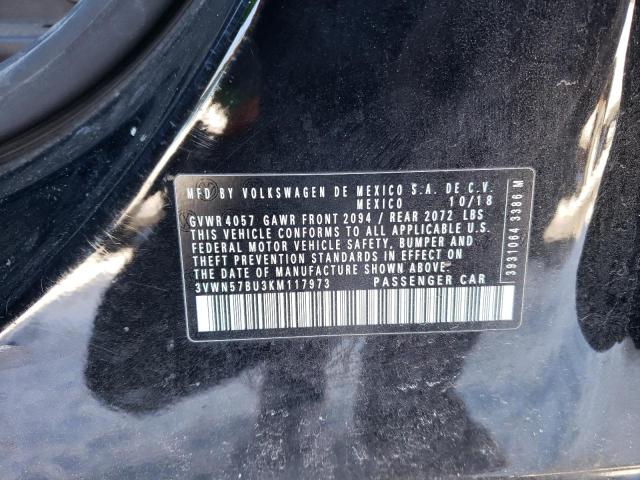 MFD BY VOLKSWAGEN DE MEXICO S.A. DE C.V.
MEXICO 10/18
GVWR 4057 GAWR FRONT 2094 / REAR 2072 LBS
THIS VEHICLE CONFORMS TO ALL APPLICABLE U.S.
FEDERAL MOTOR VEHICLE SAFETY, BUMPER AND
THEFT PREVENTION STANDARDS IN EFFECT ON
THE DATE OF MANUFACTURE SHOWN ABOVE.
3VWN57BU3KM117973 PASSENGER CAR
3931064 3386 M